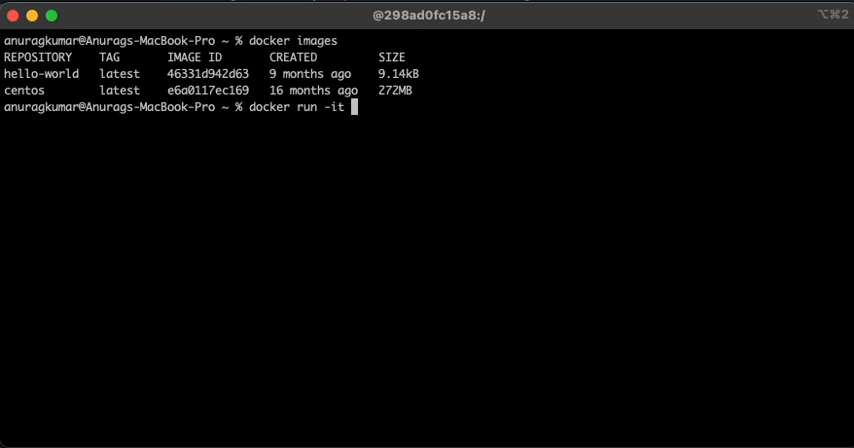 @298ad0fc15a8:/
⌥⌘2
anuragkumar@Anurags-MacBook-Pro ~ % docker images
REPOSITORY TAG IMAGE ID CREATED SIZE
hello-world latest 46331d942d63 9 months ago 9.14kB
centos latest e6a0117ec169 16 months ago 272MB
anuragkumar@Anurags-MacBook-Pro ~ % docker run -it